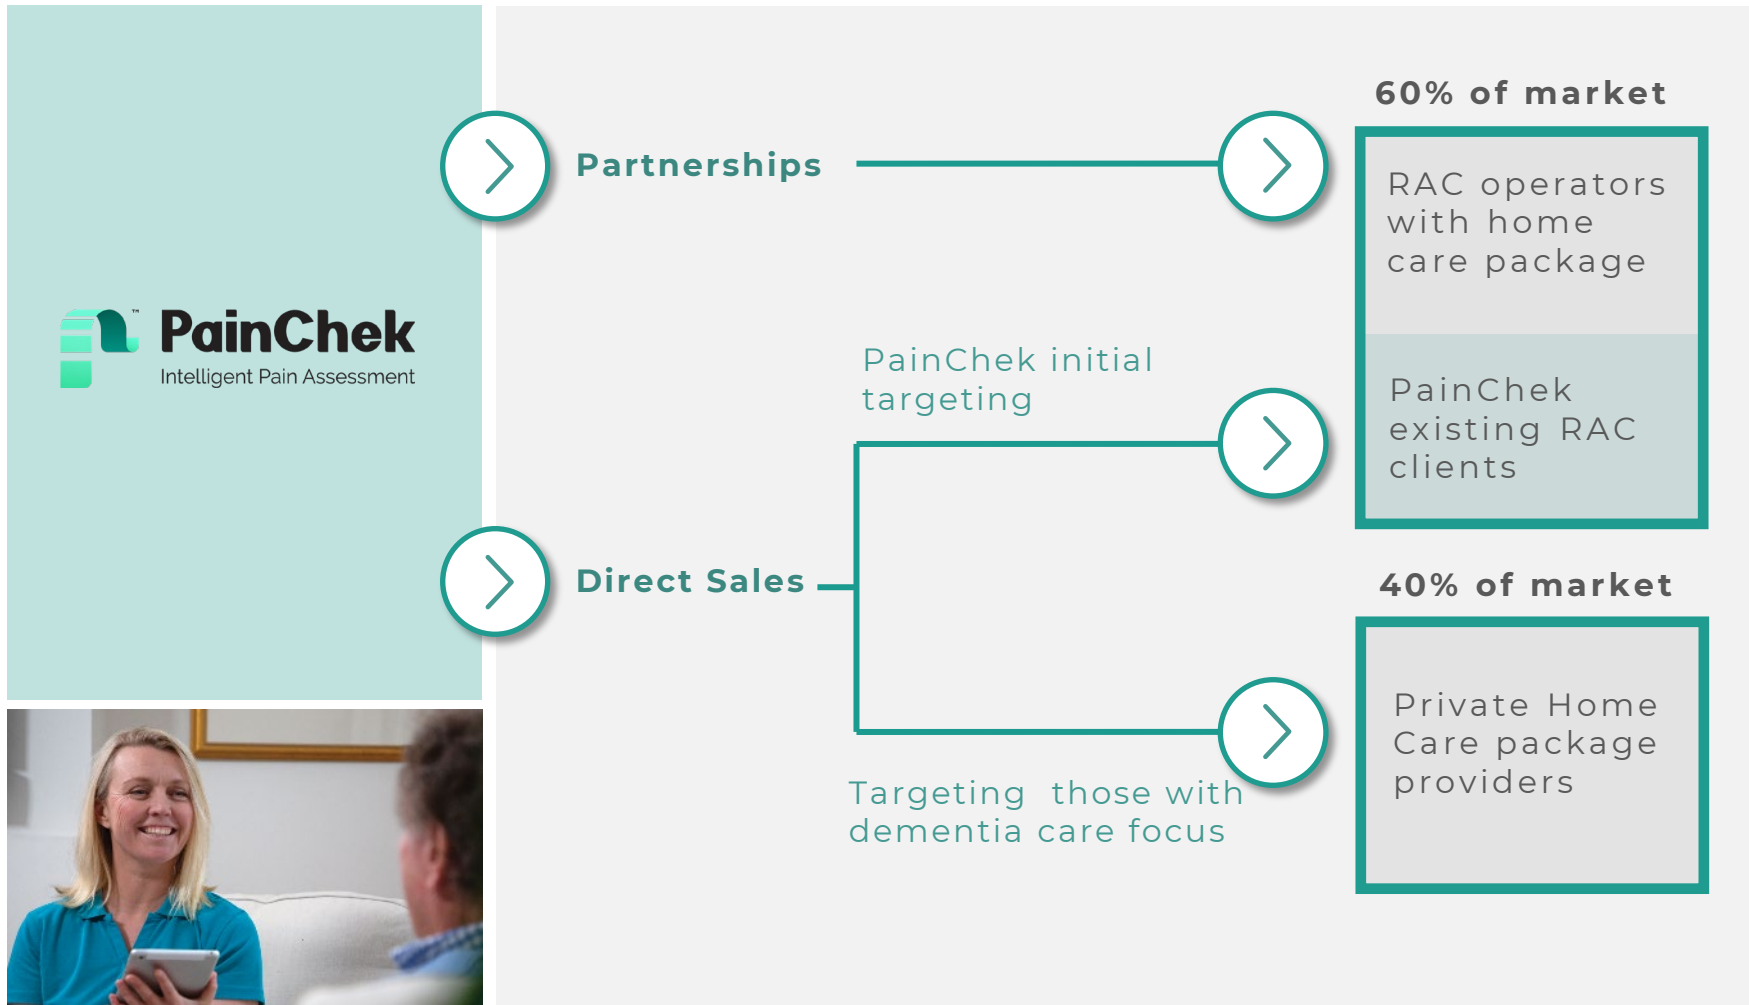 PainChek
™
Intelligent Pain Assessment
Partnerships
PainChek initial
targeting
Direct Sales
Targeting those with
dementia care focus
60% of market
RAC operators
with home
care package
PainChek
existing RAC
clients
40% of market
Private Home
Care package
providers